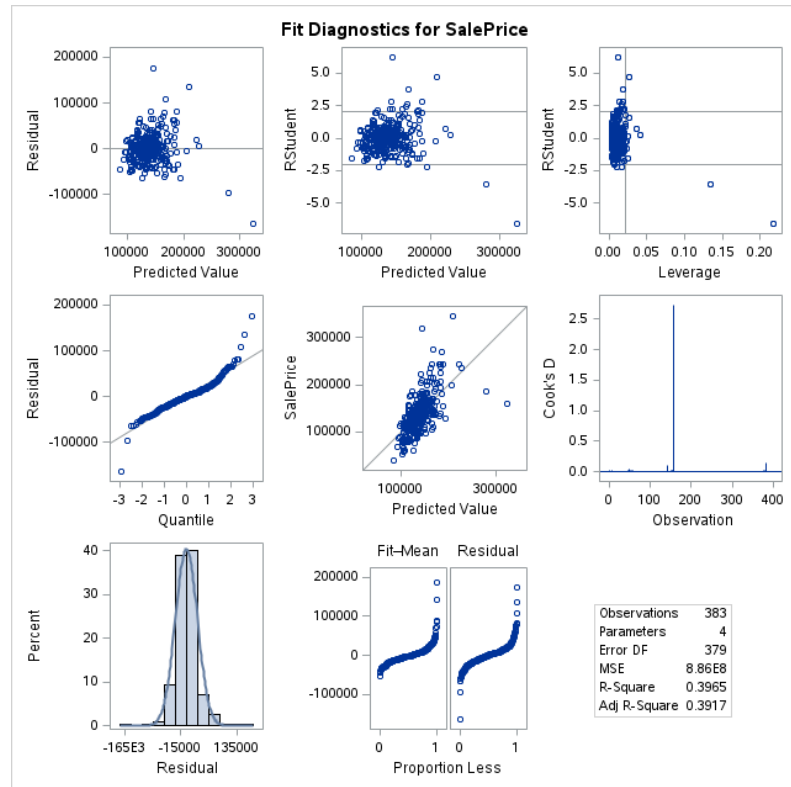 Fit Diagnostics for SalePrice
200000
100000
0
-100000
Residual
100000 200000 300000
Predicted Value
5.0
2.5
0.0
-2.5
-5.0
RStudent
100000 200000 300000
Predicted Value
5.0
2.5
0.0
-2.5
-5.0
RStudent
0.00 0.05 0.10 0.15 0.20
Leverage
200000
100000
0
-100000
Residual
-3 -2 -1 0 1 2 3
Quantile
300000
200000
100000
SalePrice
100000 300000
Predicted Value
2.5
2.0
1.5
1.0
0.5
0.0
Cook's D
0 100 200 300 400
Observation
40
30
20
10
0
Percent
-165E3 -15000 135000
Residual
Fit–Mean Residual
200000
100000
0
-100000
0 1 0 1
Proportion Less
Observations 383
Parameters 4
Error DF 379
MSE 8.86E8
R-Square 0.3965
Adj R-Square 0.3917